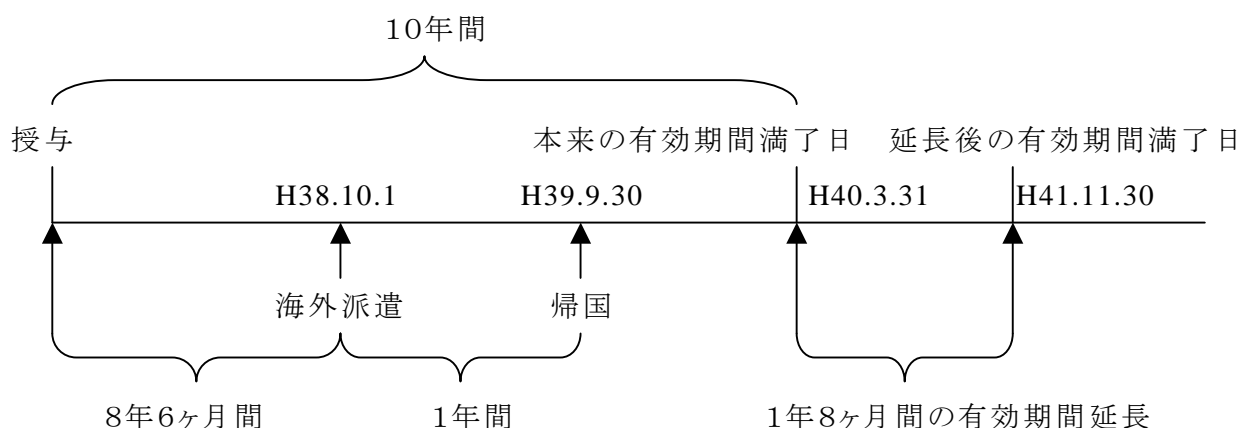 10年間
授与 本来の有効期間満了日 延長後の有効期間満了日
H38.10.1 H39.9.30 H40.3.31 H41.11.30
海外派遣 帰国
8年6ヶ月間 1年間 1年8ヶ月間の有効期間延長